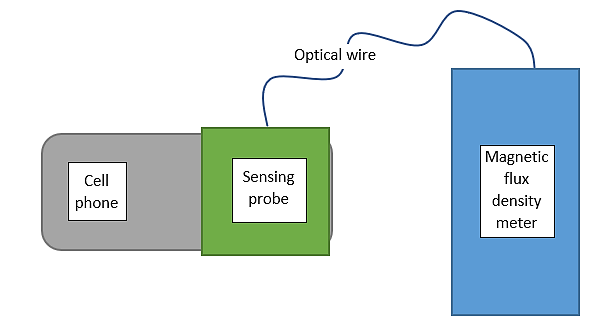 Optical wire
Cell
phone
Sensing
probe
Magnetic
flux
density
meter